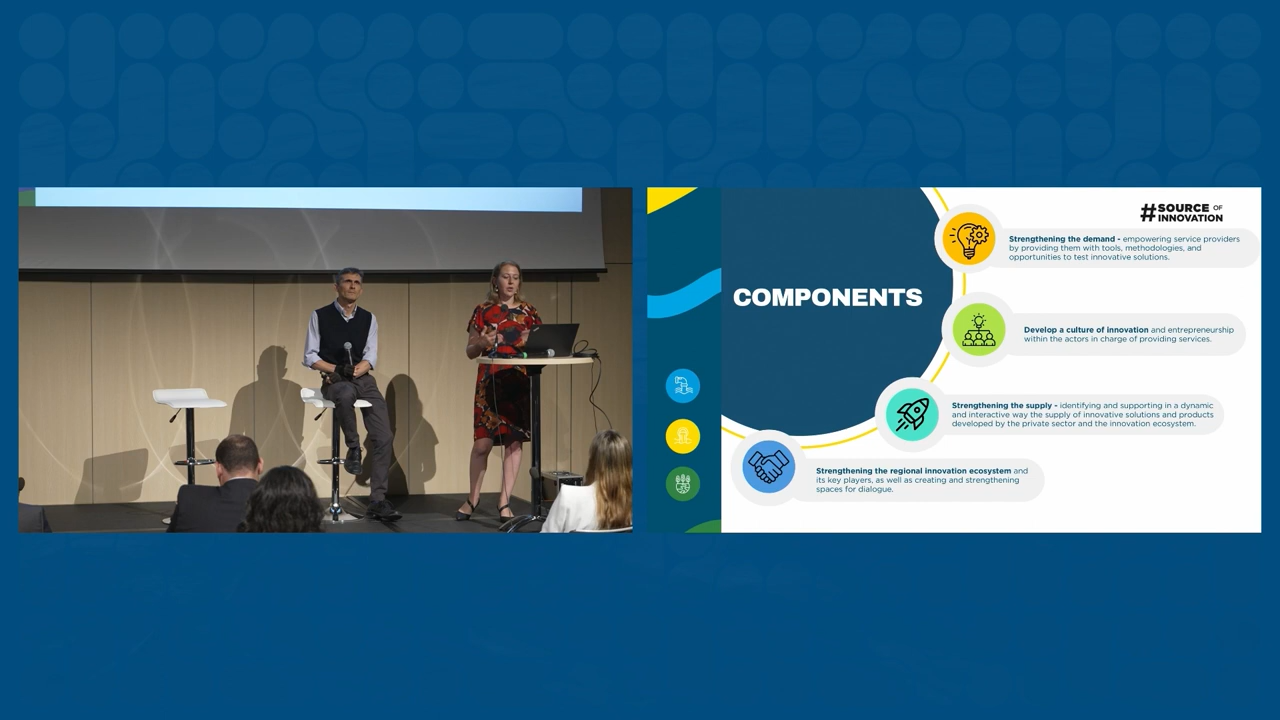 #SOURCE OF
INNOVATION
COMPONENTS
Strengthening the demand - empowering service providers
by providing them with tools, methodologies, and
opportunities to test innovative solutions.
Develop a culture of innovation and entrepreneurship
within the actors in charge of providing services.
Strengthening the supply - identifying and supporting in a dynamic
and interactive way the supply of innovative solutions and products
developed by the private sector and the innovation ecosystem.
Strengthening the regional innovation ecosystem and
its key players, as well as creating and strengthening
spaces for dialogue.